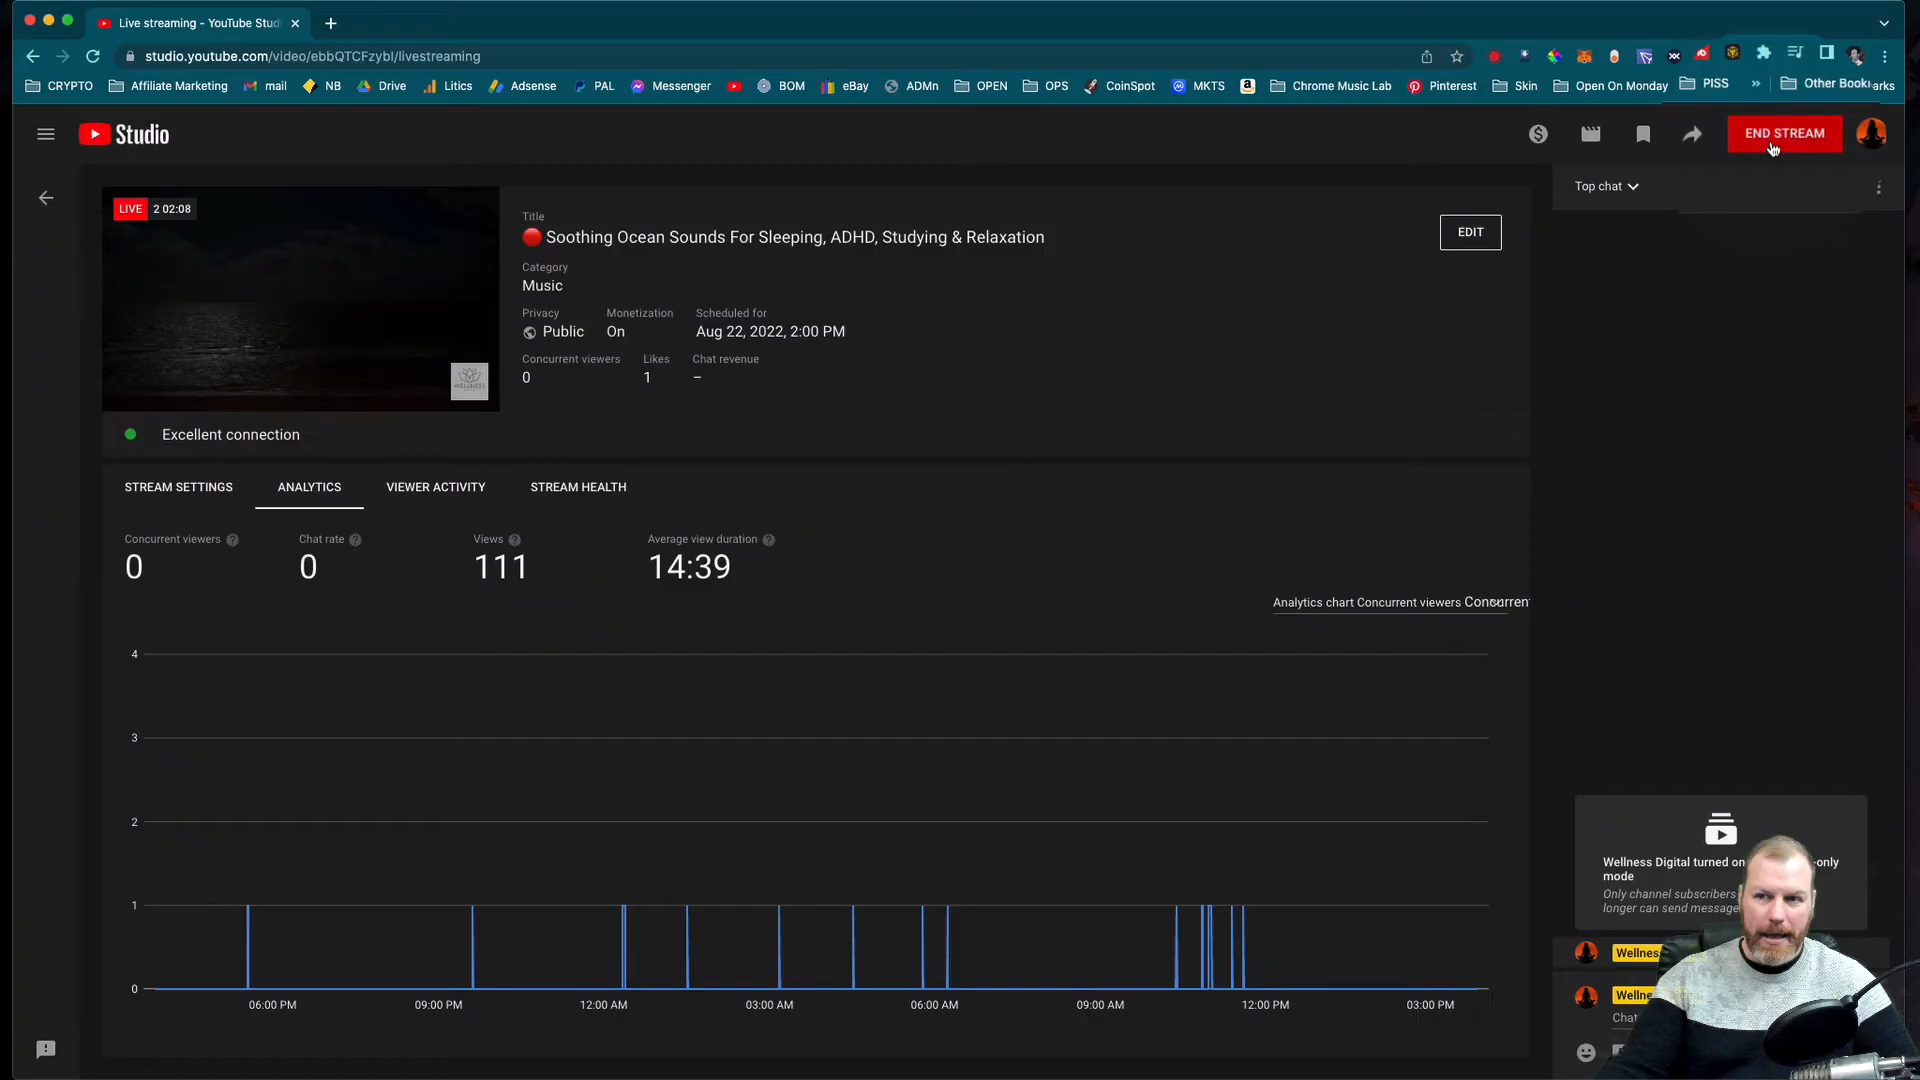 Live streaming - YouTube Stud
studio.youtube.com/video/ebbQTCFzybI/livestreaming
CRYPTO Affiliate Marketing mail NB Drive Litics Adsense PAL Messenger BOM eBay ADMn OPEN OPS CoinSpot MKTS Chrome Music Lab Pinterest Skin Open On Monday PISS » Other Book arks
Studio
END STREAM
Top chat
LIVE 2 02:08
Title
Soothing Ocean Sounds For Sleeping, ADHD, Studying & Relaxation
EDIT
Category
Music
Privacy Monetization Scheduled for
Public On Aug 22, 2022, 2:00 PM
Concurrent viewers Likes Chat revenue
0 1 –
WELLNESS
Excellent connection
STREAM SETTINGS ANALYTICS VIEWER ACTIVITY STREAM HEALTH
Concurrent viewers Chat rate Views Average view duration
0 0 111 14:39
Analytics chart Concurrent viewers Concurrent
4
3
2
1
0
06:00 PM 09:00 PM 12:00 AM 03:00 AM 06:00 AM 09:00 AM 12:00 PM 03:00 PM
Wellness Digital turned on -only
mode
Only channel subscribers
longer can send message
Wellnes
Wellne
Chat